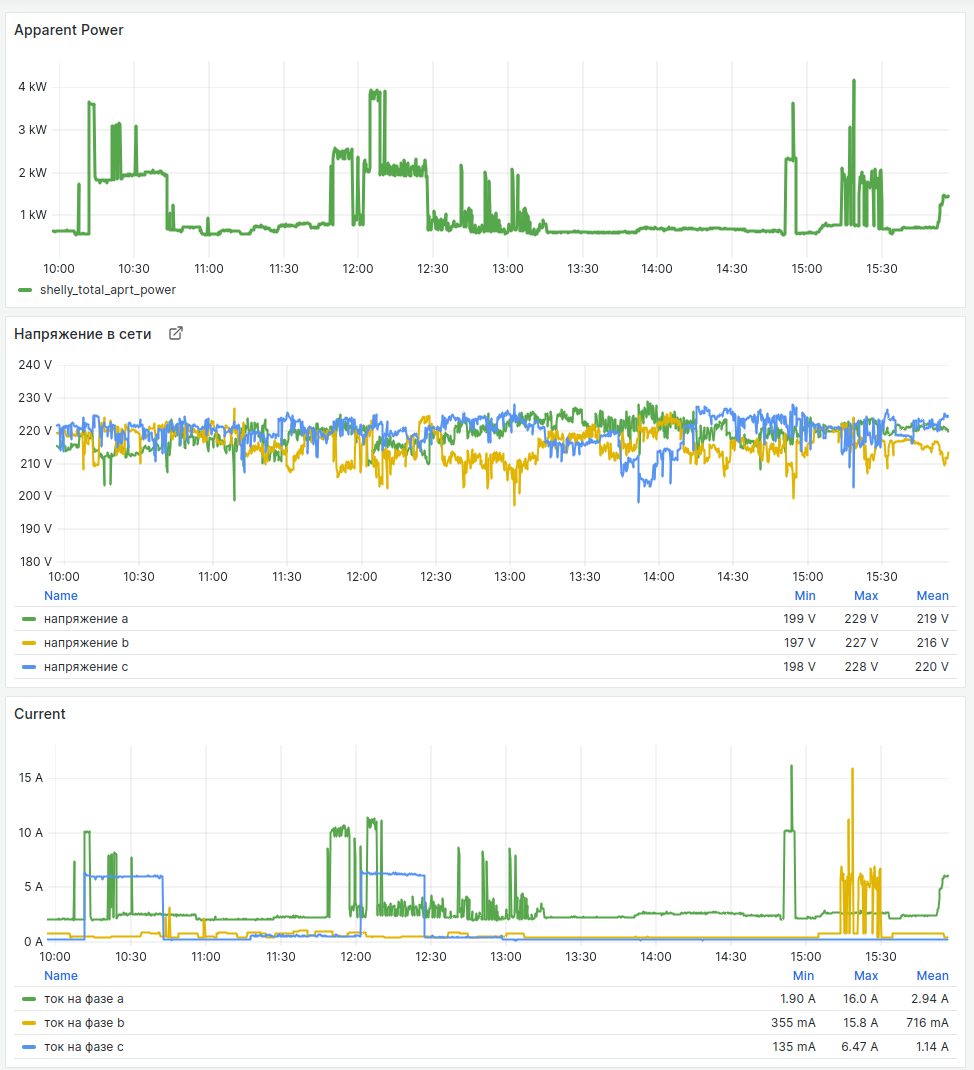 Apparent Power
4 kW
3 kW
2 kW
1 kW
10:00 10:30 11:00 11:30 12:00 12:30 13:00 13:30 14:00 14:30 15:00 15:30
shelly_total_aprt_power
Напряжение в сети
240 V
230 V
220 V
210 V
200 V
190 V
180 V
10:00 10:30 11:00 11:30 12:00 12:30 13:00 13:30 14:00 14:30 15:00 15:30
Name Min Max Mean
напряжение a 199 V 229 V 219 V
напряжение b 197 V 227 V 216 V
напряжение c 198 V 228 V 220 V
Current
15 A
10 A
5 A
0 A
10:00 10:30 11:00 11:30 12:00 12:30 13:00 13:30 14:00 14:30 15:00 15:30
Name Min Max Mean
ток на фазе a 1.90 A 16.0 A 2.94 A
ток на фазе b 355 mA 15.8 A 716 mA
ток на фазе c 135 mA 6.47 A 1.14 A